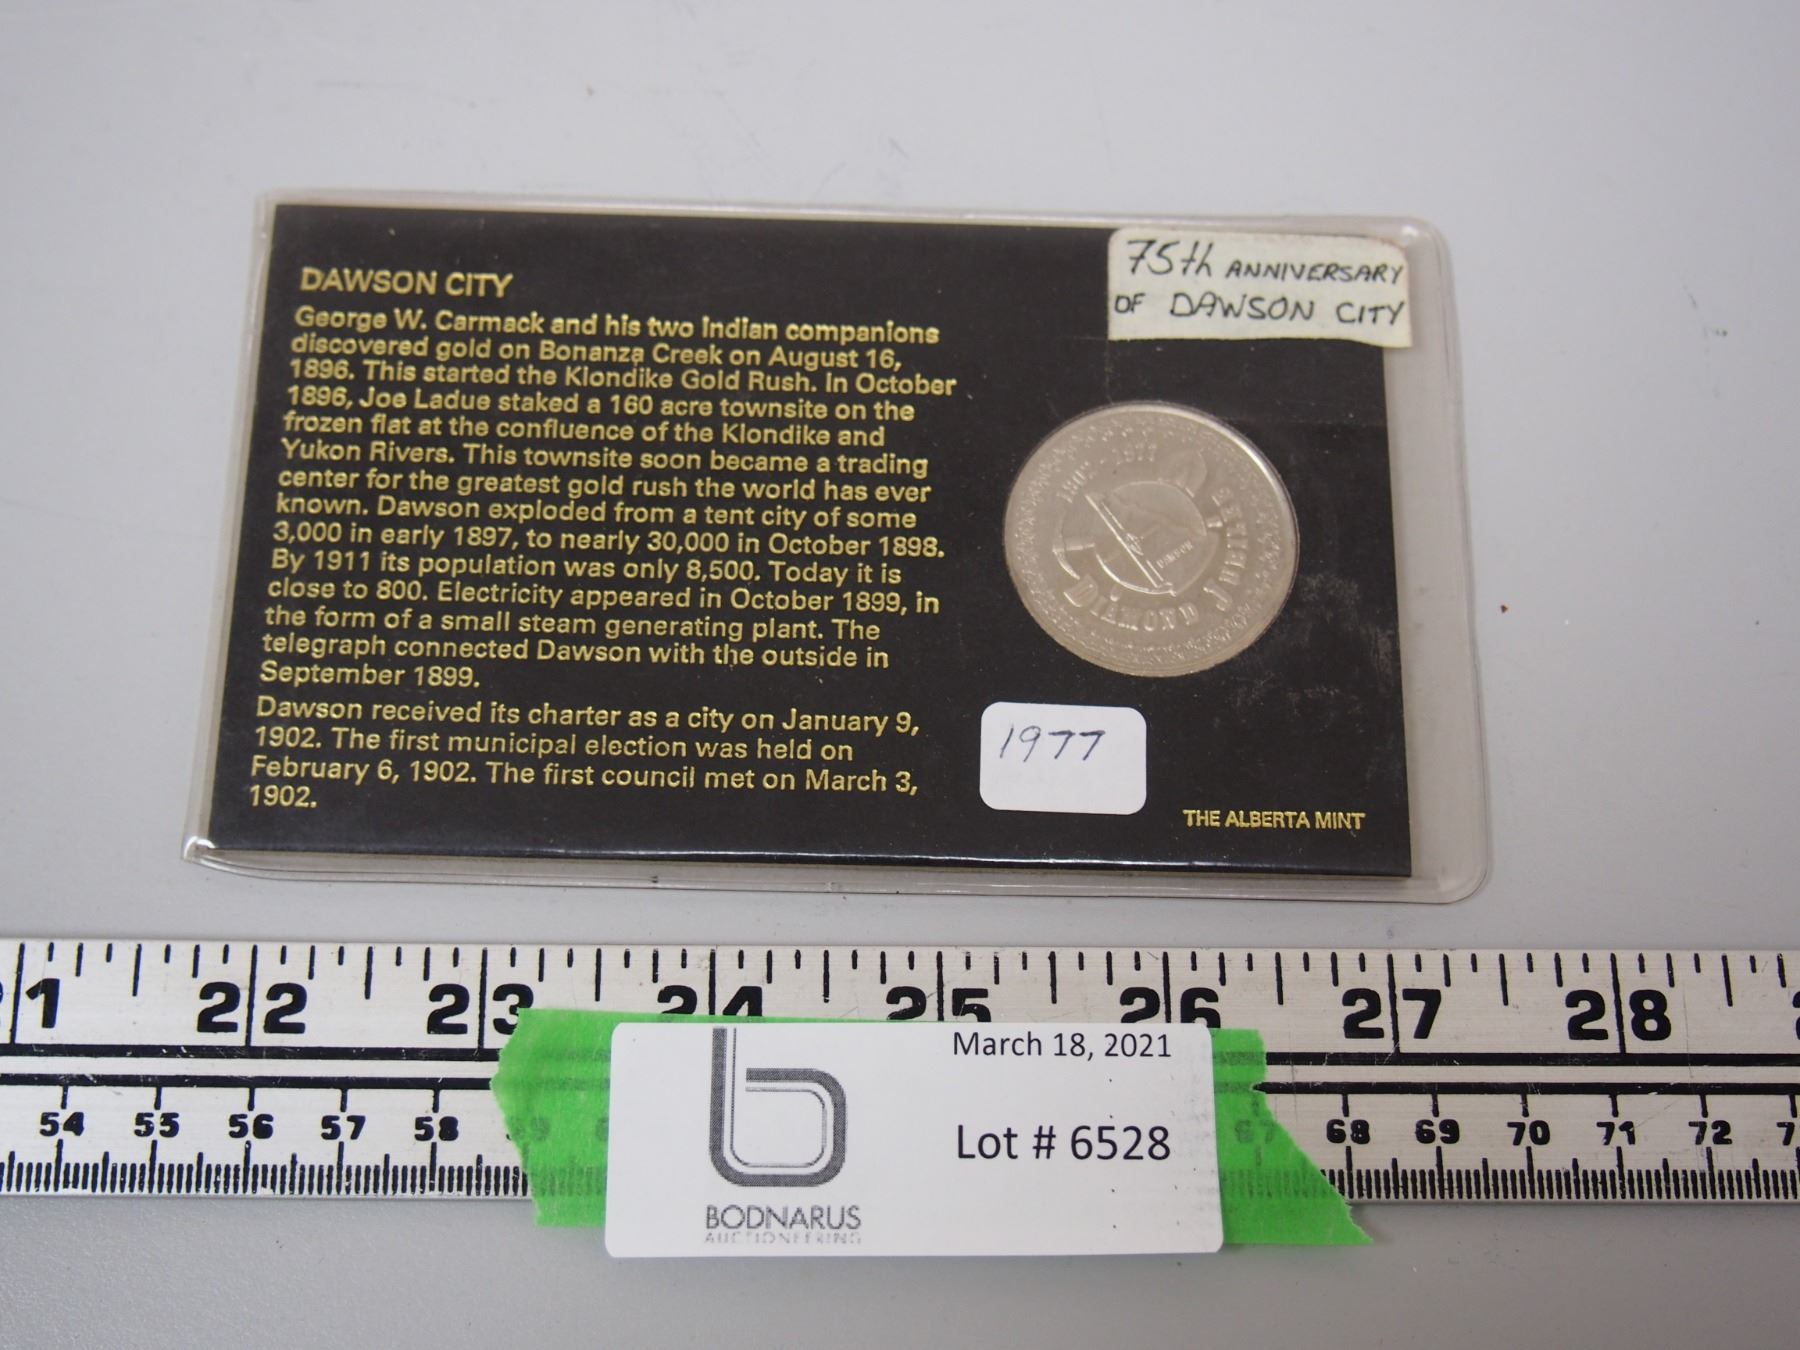 DAWSON CITY
George W. Carmack and his two Indian companions
discovered gold on Bonanza Creek on August 16,
1896. This started the Klondike Gold Rush. In October
1896, Joe Ladue staked a 160 acre townsite on the
frozen flat at the confluence of the Klondike and
Yukon Rivers. This townsite soon became a trading
center for the greatest gold rush the world has ever
known. Dawson exploded from a tent city of some
3,000 in early 1897, to nearly 30,000 in October 1898.
By 1911 its population was only 8,500. Today it is
close to 800. Electricity appeared in October 1899, in
the form of a small steam generating plant. The
telegraph connected Dawson with the outside in
September 1899.
Dawson received its charter as a city on January 9,
1902. The first municipal election was held on
February 6, 1902. The first council met on March 3,
1902.
75th ANNIVERSARY
OF DAWSON CITY
1902-1977
DAWSON
DIAMOND JUBILEE
1977
THE ALBERTA MINT
21 22 23 24 25 26 27 28
54 55 56 57 58 59 67 68 69 70 71 72
March 18, 2021
Lot # 6528
b
BODNARUS
AUCTIONEERING